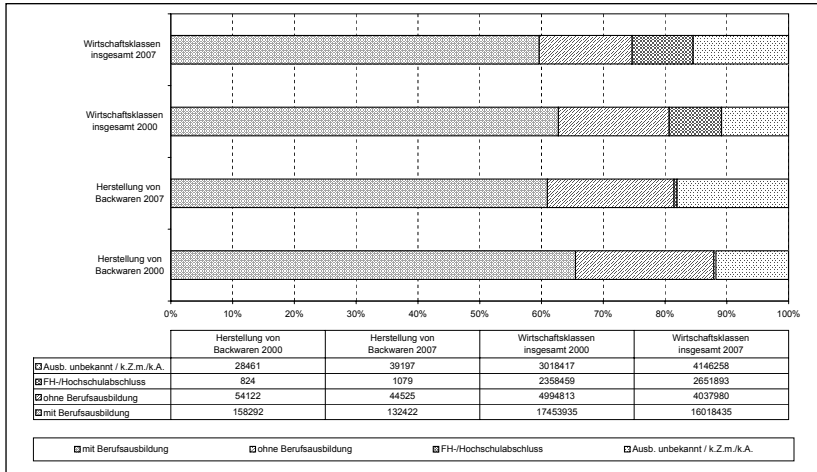 Wirtschaftsklassen
insgesamt 2007
Wirtschaftsklassen
insgesamt 2000
Herstellung von
Backwaren 2007
Herstellung von
Backwaren 2000
0% 10% 20% 30% 40% 50% 60% 70% 80% 90% 100%
Herstellung von Herstellung von Wirtschaftsklassen Wirtschaftsklassen
Backwaren 2000 Backwaren 2007 insgesamt 2000 insgesamt 2007
Ausb. unbekannt / k.Z.m./k.A. 28461 39197 3018417 4146258
FH-/Hochschulabschluss 824 1079 2358459 2651893
ohne Berufsausbildung 54122 44525 4994813 4037980
mit Berufsausbildung 158292 132422 17453935 16018435
mit Berufsausbildung ohne Berufsausbildung FH-/Hochschulabschluss Ausb. unbekannt / k.Z.m./k.A.